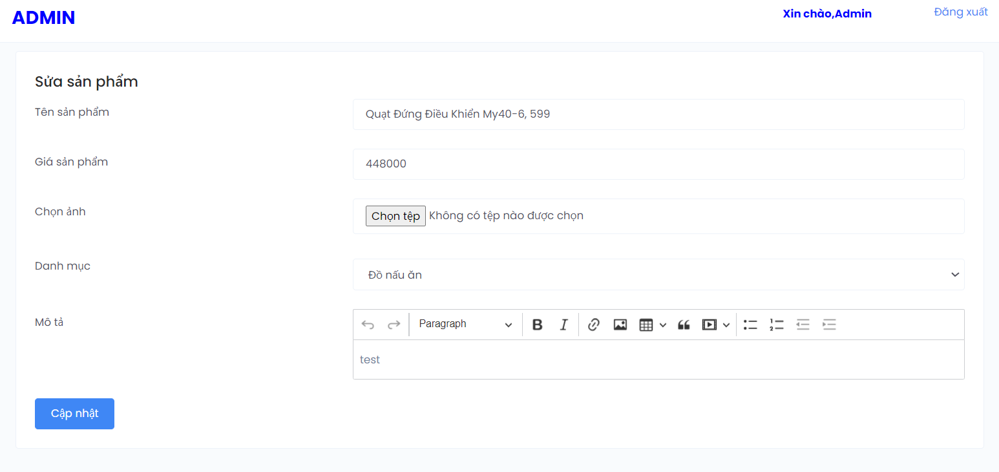 ADMIN
Xin chào,Admin
Đăng xuất
Sửa sản phẩm
Tên sản phẩm
Quạt Đứng Điều Khiển My40-6, 599
Giá sản phẩm
448000
Chọn ảnh
Chọn tệp Không có tệp nào được chọn
Danh mục
Đồ nấu ăn
Mô tả
Paragraph
test
Cập nhật